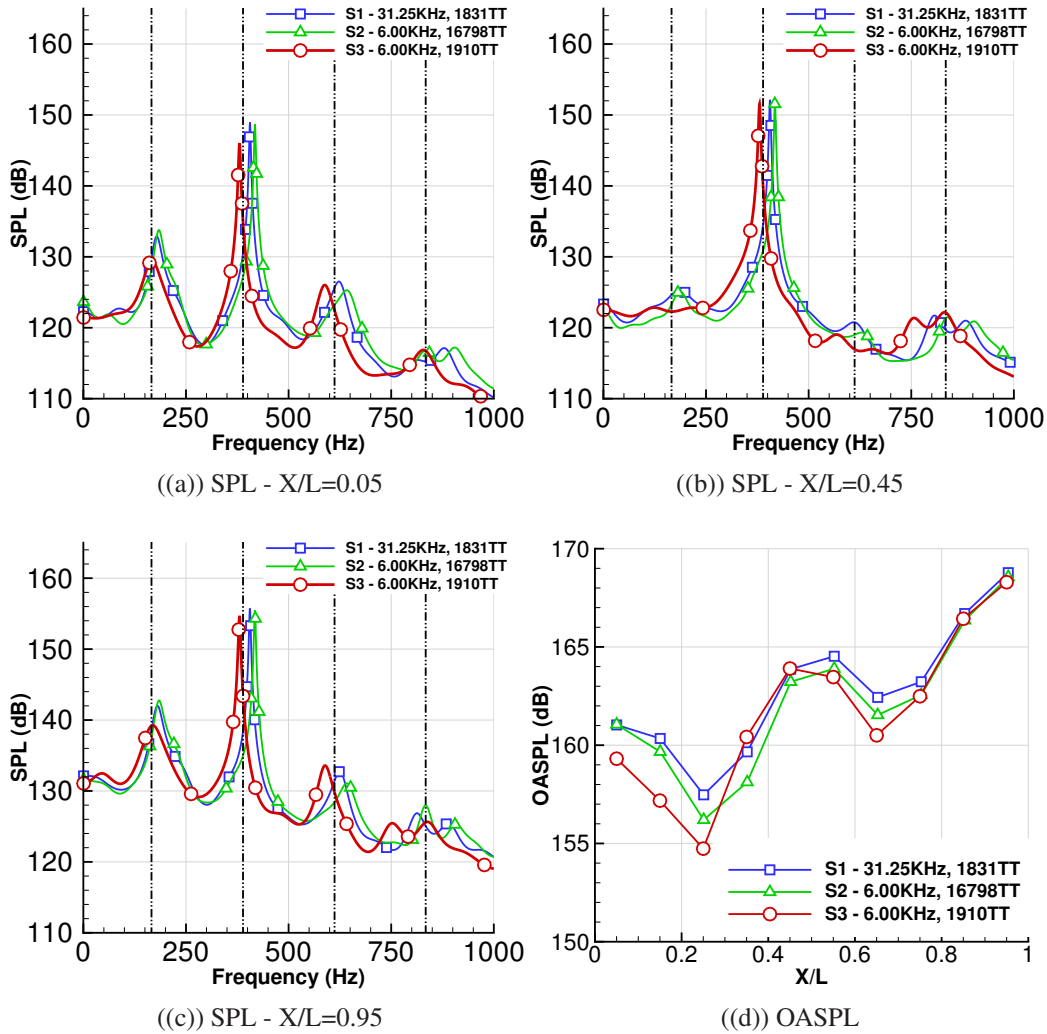 S1 - 31.25KHz, 1831TT
S2 - 6.00KHz, 16798TT
S3 - 6.00KHz, 1910TT
160
150
140
130
120
110
SPL (dB)
0 250 500 750 1000
Frequency (Hz)
((a)) SPL - X/L=0.05
S1 - 31.25KHz, 1831TT
S2 - 6.00KHz, 16798TT
S3 - 6.00KHz, 1910TT
160
150
140
130
120
110
SPL (dB)
0 250 500 750 1000
Frequency (Hz)
((b)) SPL - X/L=0.45
S1 - 31.25KHz, 1831TT
S2 - 6.00KHz, 16798TT
S3 - 6.00KHz, 1910TT
160
150
140
130
120
110
SPL (dB)
0 250 500 750 1000
Frequency (Hz)
((c)) SPL - X/L=0.95
170
165
160
155
150
OASPL (dB)
S1 - 31.25KHz, 1831TT
S2 - 6.00KHz, 16798TT
S3 - 6.00KHz, 1910TT
0 0.2 0.4 0.6 0.8 1
X/L
((d)) OASPL